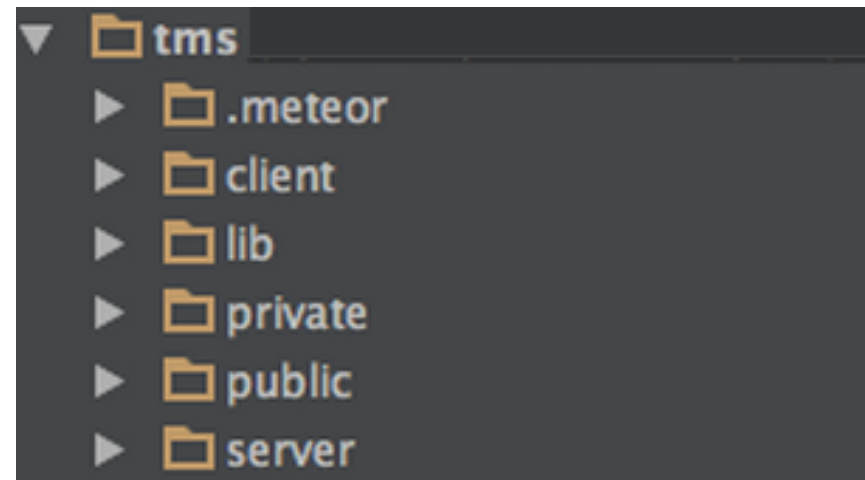 tms
.meteor
client
lib
private
public
server